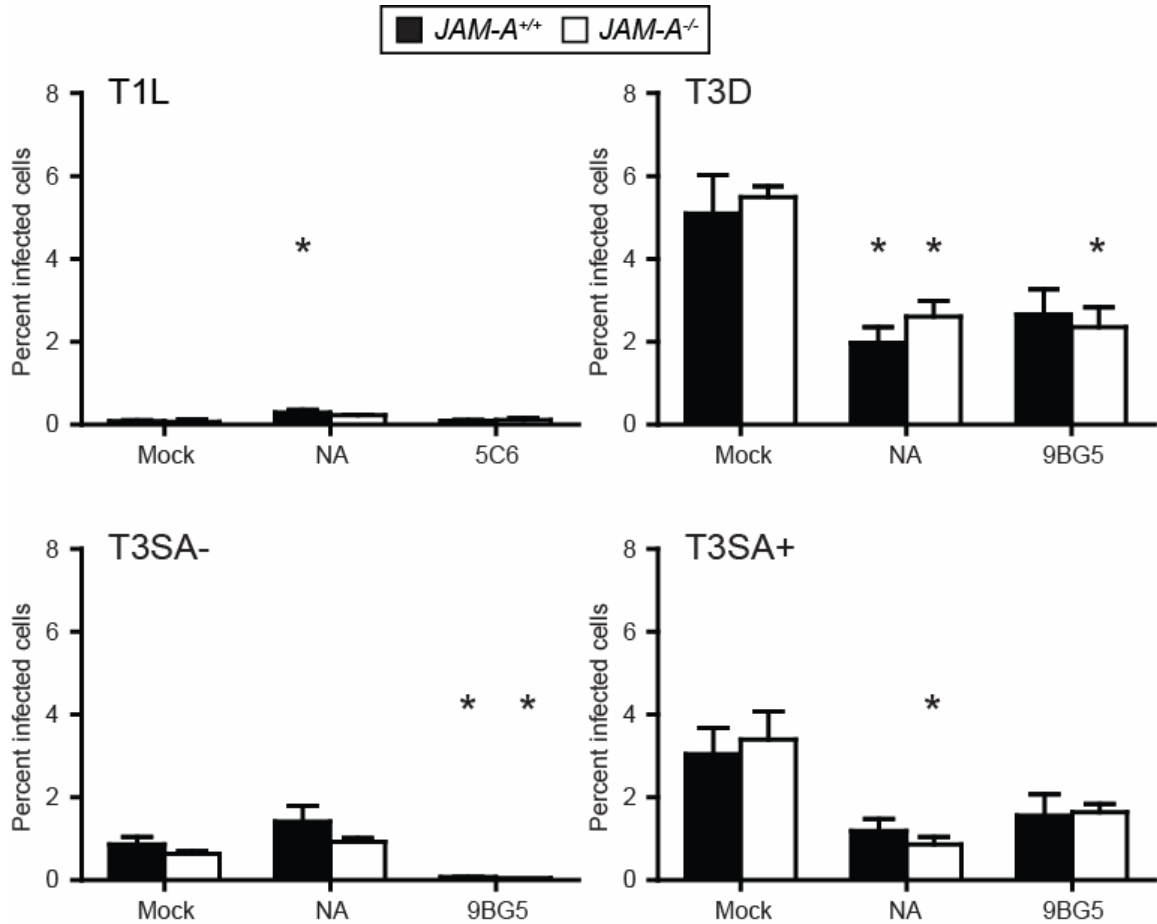 JAM-A+/+ JAM-A-/-
T1L
Percent infected cells
8
6
4
2
0
*
Mock NA 5C6
T3D
Percent infected cells
8
6
4
2
0
* * *
Mock NA 9BG5
T3SA-
Percent infected cells
8
6
4
2
0
* *
Mock NA 9BG5
T3SA+
Percent infected cells
8
6
4
2
0
*
Mock NA 9BG5